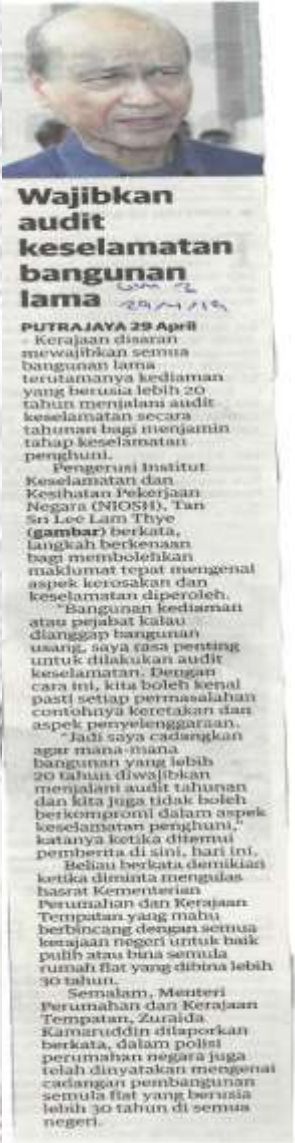 Wajibkan
audit
keselamatan
bangunan
lama
UM 2
29/4/19
PUTRAJAYA 29 April
- Kerajaan disaran
mewajibkan semua
bangunan lama
terutamanya kediaman
yang berusia lebih 20
tahun menjalani audit
keselamatan secara
tahunan bagi menjamin
tahap keselamatan
penghuni.
Pengerusi Institut
Keselamatan dan
Kesihatan Pekerjaan
Negara (NIOSH), Tan
Sri Lee Lam Thye
(gambar) berkata,
langkah berkenaan
bagi membolehkan
maklumat tepat mengenai
aspek kerosakan dan
keselamatan diperoleh.
"Bangunan kediaman
atau pejabat kalau
dianggap bangunan
usang, saya rasa penting
untuk dilakukan audit
keselamatan. Dengan
cara ini, kita boleh kenal
pasti setiap permasalahan
contohnya keretakan dan
aspek penyelenggaraan.
"Jadi saya cadangkan
agar mana-mana
bangunan yang lebih
20 tahun diwajibkan
menjalani audit tahunan
dan kita juga tidak boleh
berkompromi dalam aspek
keselamatan penghuni,"
katanya ketika ditemui
pemberita di sini, hari ini.
Beliau berkata demikian
ketika diminta mengulas
hasrat Kementerian
Perumahan dan Kerajaan
Tempatan yang mahu
berbincang dengan semua
kerajaan negeri untuk baik
pulih atau bina semula
rumah flat yang dibina lebih
30 tahun.
Semalam, Menteri
Perumahan dan Kerajaan
Tempatan, Zuraida
Kamaruddin dilaporkan
berkata, dalam polisi
perumahan negara juga
telah dinyatakan mengenai
cadangan pembangunan
semula flat yang berusia
lebih 30 tahun di semua
negeri.